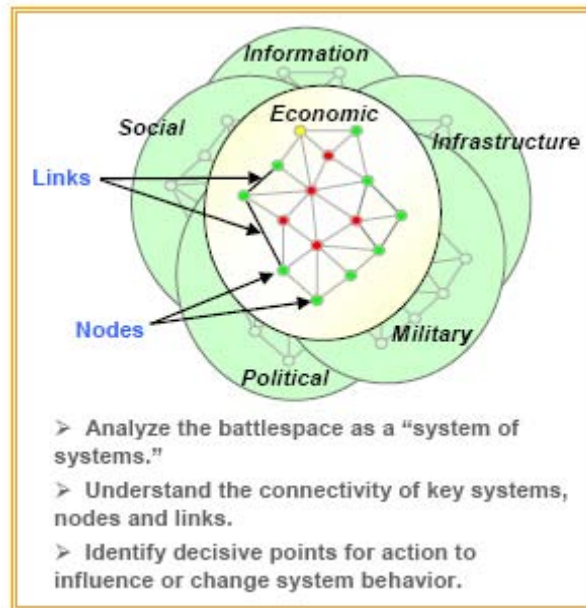 Information
Economic
Social
Infrastructure
Links
Nodes
Military
Political
➢ Analyze the battlespace as a “system of
systems.”
➢ Understand the connectivity of key systems,
nodes and links.
➢ Identify decisive points for action to
influence or change system behavior.